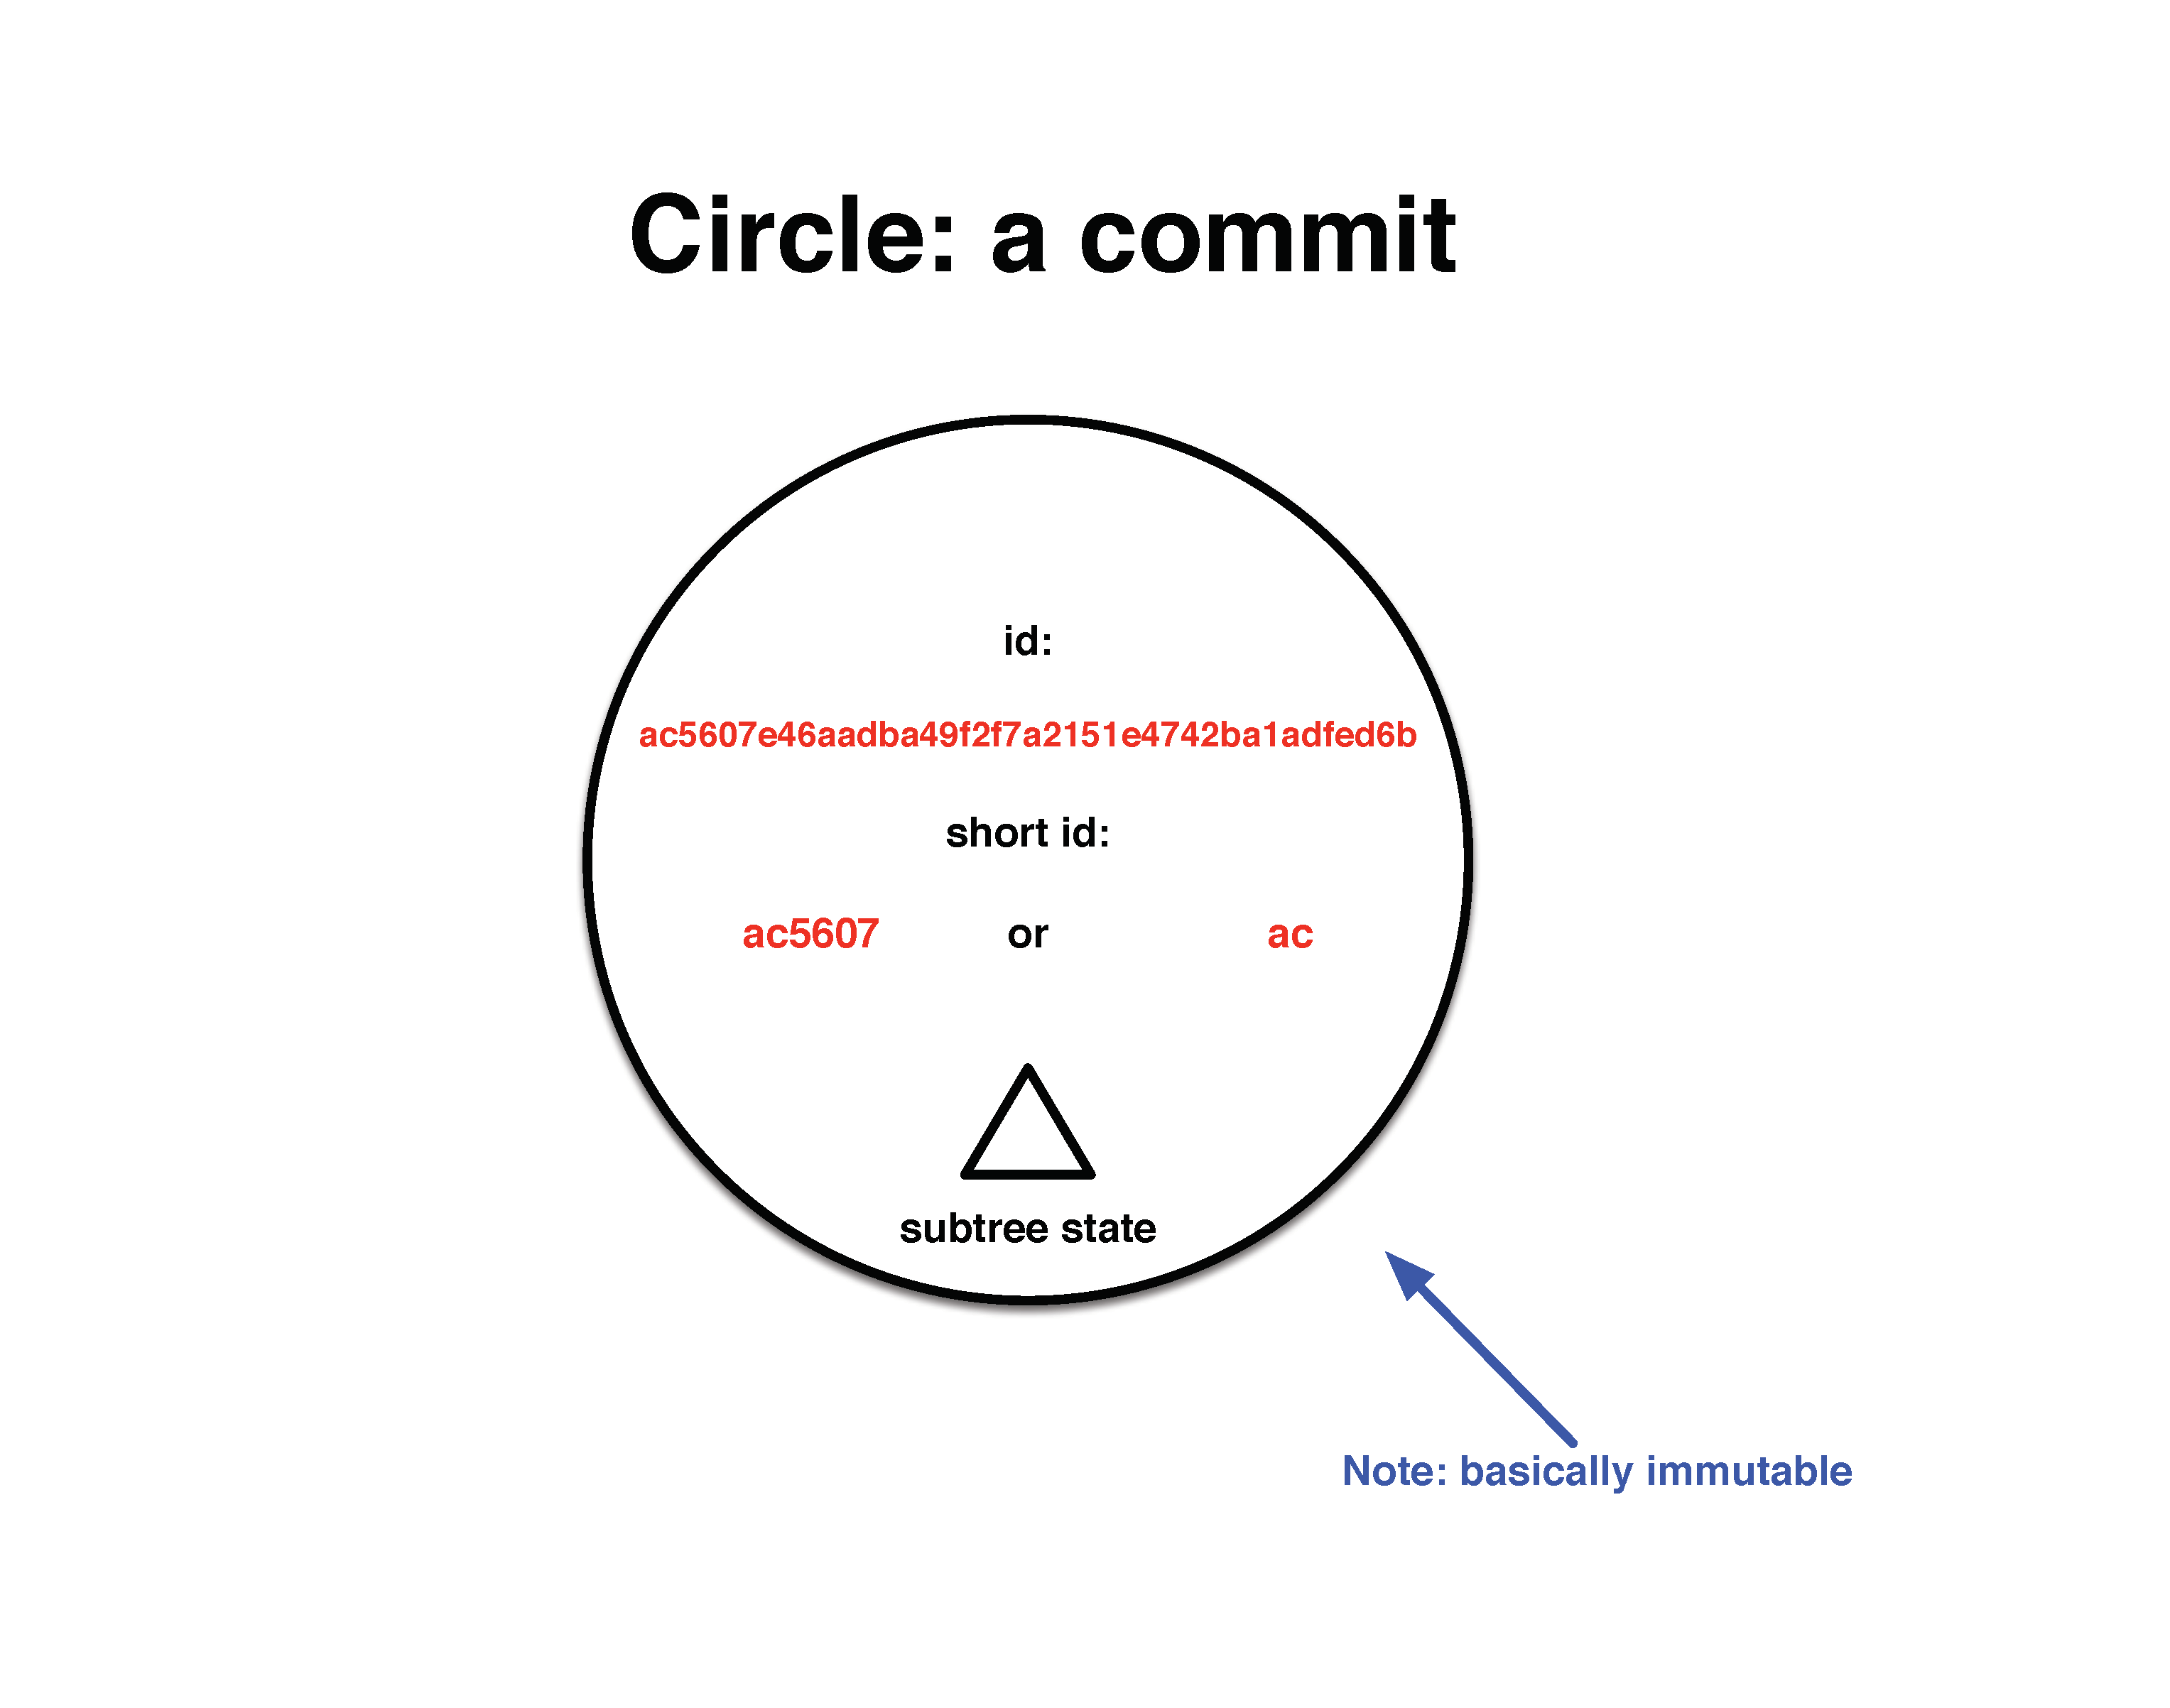 Circle: a commit
id:
ac5607e46aadba49f2f7a2151e4742ba1adfed6b
short id:
ac5607 or ac
subtree state
Note: basically immutable